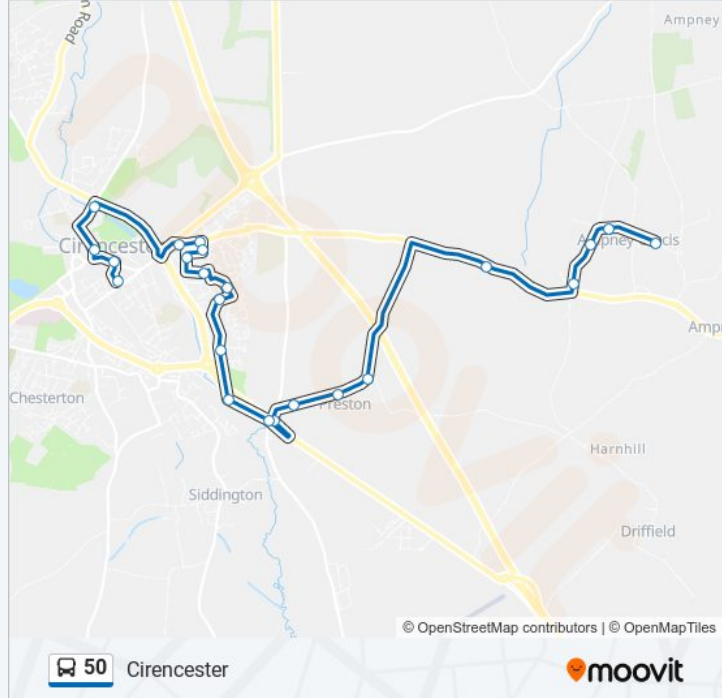 Ampney
n Road
Cirencester
Ampney Crucis
Ampn
Chesterton
Preston
Harnhill
Siddington
Driffield
© OpenStreetMap contributors | © OpenMapTiles
50 Cirencester
moovit